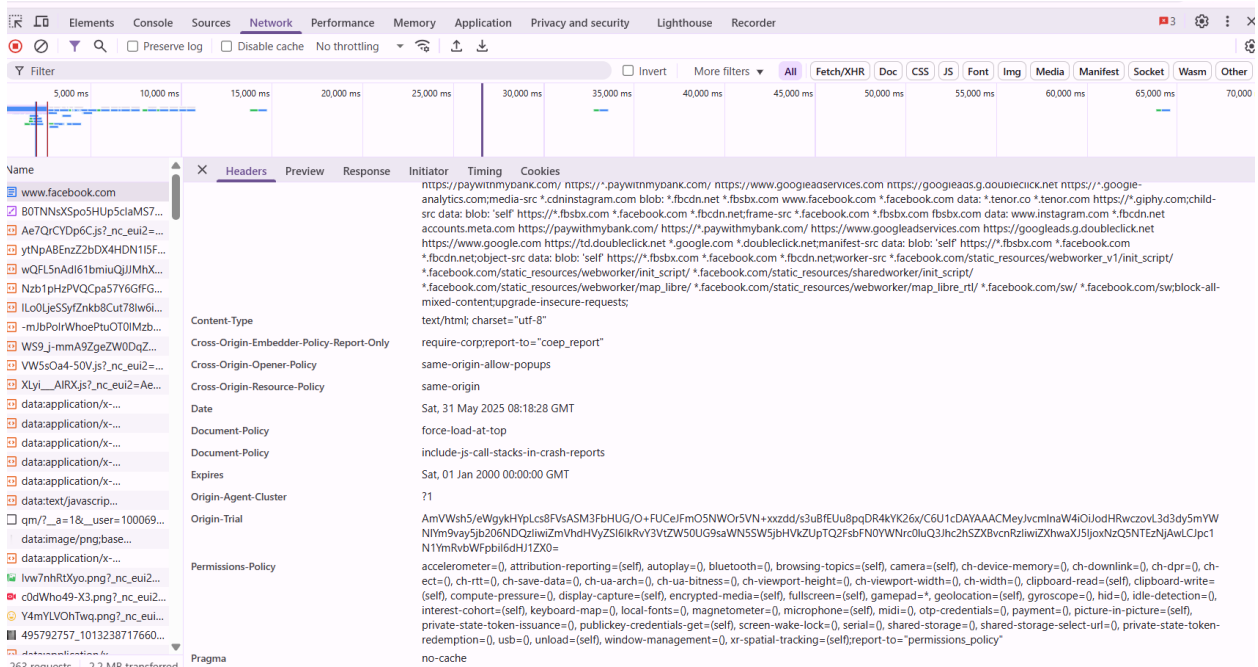 Elements Console Sources Network Performance Memory Application Privacy and security Lighthouse Recorder 3
Preserve log Disable cache No throttling
Filter Invert More filters All Fetch/XHR Doc CSS JS Font Img Media Manifest Socket Wasm Other
5,000 ms 10,000 ms 15,000 ms 20,000 ms 25,000 ms 30,000 ms 35,000 ms 40,000 ms 45,000 ms 50,000 ms 55,000 ms 60,000 ms 65,000 ms 70,000
Name
www.facebook.com
B0TNNsXSpo5HUp5claMS7...
Ae7QrCYDp6C.js?_nc_eui2=...
ytNpABEnzZ2bDX4HDN1I5F...
wQFL5nAdI61bmiuQjJJMhX...
Nzb1pHzPVQCpa57Y6GfFG...
ILo0LjeSSyfZnkb8Cut78lw6i...
-mJbPolrWhoePtuOT0IMzb...
WS9_j-mmA9ZgeZW0DqZ...
VW5sOa4-50V.js?_nc_eui2=...
XLyi___AIRX.js?_nc_eui2=Ae...
data:application/x-...
data:application/x-...
data:application/x-...
data:application/x-...
data:application/x-...
data:text/javascrip...
qm/?__a=1&__user=100069...
data:image/png;base...
data:application/x-...
lvw7nhRtXyo.png?_nc_eui2...
c0dWho49-X3.png?_nc_eui2...
Y4mYLVOhTwq.png?_nc_eui...
495792757_1013238717660...
data:application/x-...
263 requests 2.2 MB transferred
Headers Preview Response Initiator Timing Cookies
https://paywithmybank.com/ https://*.paywithmybank.com/ https://www.googleadservices.com https://googleads.g.doubleclick.net https://*.google-
analytics.com;media-src *.cdninstagram.com blob: *.fbcdn.net *.fbsbx.com www.facebook.com *.facebook.com data: *.tenor.co *.tenor.com https://*.giphy.com;child-
src data: blob: 'self' https://*.fbsbx.com *.facebook.com *.fbcdn.net;frame-src *.facebook.com *.fbsbx.com fbsbx.com data: www.instagram.com *.fbcdn.net
accounts.meta.com https://paywithmybank.com/ https://*.paywithmybank.com/ https://www.googleadservices.com https://googleads.g.doubleclick.net
https://www.google.com https://td.doubleclick.net *.google.com *.doubleclick.net;manifest-src data: blob: 'self' https://*.fbsbx.com *.facebook.com
*.fbcdn.net;object-src data: blob: 'self' https://*.fbsbx.com *.facebook.com *.fbcdn.net;worker-src *.facebook.com/static_resources/webworker_v1/init_script/
*.facebook.com/static_resources/webworker/init_script/ *.facebook.com/static_resources/sharedworker/init_script/
*.facebook.com/static_resources/webworker/map_libre/ *.facebook.com/static_resources/webworker/map_libre_rtl/ *.facebook.com/sw/ *.facebook.com/sw;block-all-
mixed-content;upgrade-insecure-requests;
Content-Type text/html; charset="utf-8"
Cross-Origin-Embedder-Policy-Report-Only require-corp;report-to="coep_report"
Cross-Origin-Opener-Policy same-origin-allow-popups
Cross-Origin-Resource-Policy same-origin
Date Sat, 31 May 2025 08:18:28 GMT
Document-Policy force-load-at-top
Document-Policy include-js-call-stacks-in-crash-reports
Expires Sat, 01 Jan 2000 00:00:00 GMT
Origin-Agent-Cluster ?1
Origin-Trial AmVWsh5/eWgykHYpLcs8FVsASM3FbHUG/O+FUCeJFmO5NWOr5VN+xxzdd/s3uBfEUu8pqDR4kYK26x/C6U1cDAYAAACMeyJvcmlnaW4iOiJodHRwczovL3d3dy5mYW
NlYm9vay5jb206NDQzIiwiZmVhdHVyZSI6IkRvY3VtZW50UG9saWN5SW5jbHVkZUpTQ2FsbFN0YWNrc0luQ3Jhc2hSZXBvcnRzIiwiZXhwaXJ5IjoxNzQ5NTEzNjAwLCJpc1
N1YmRvbWFpbiI6dHJ1ZX0=
Permissions-Policy accelerometer=(), attribution-reporting=(self), autoplay=(), bluetooth=(), browsing-topics=(self), camera=(self), ch-device-memory=(), ch-downlink=(), ch-dpr=(), ch-
ect=(), ch-rtt=(), ch-save-data=(), ch-ua-arch=(), ch-ua-bitness=(), ch-viewport-height=(), ch-viewport-width=(), ch-width=(), clipboard-read=(self), clipboard-write=
(self), compute-pressure=(), display-capture=(self), encrypted-media=(self), fullscreen=(self), gamepad=*, geolocation=(self), gyroscope=(), hid=(), idle-detection=(),
interest-cohort=(self), keyboard-map=(), local-fonts=(), magnetometer=(), microphone=(self), midi=(), otp-credentials=(), payment=(), picture-in-picture=(self),
private-state-token-issuance=(), publickey-credentials-get=(self), screen-wake-lock=(), serial=(), shared-storage=(), shared-storage-select-url=(), private-state-token-
redemption=(), usb=(), unload=(self), window-management=(), xr-spatial-tracking=(self);report-to="permissions_policy"
Pragma no-cache